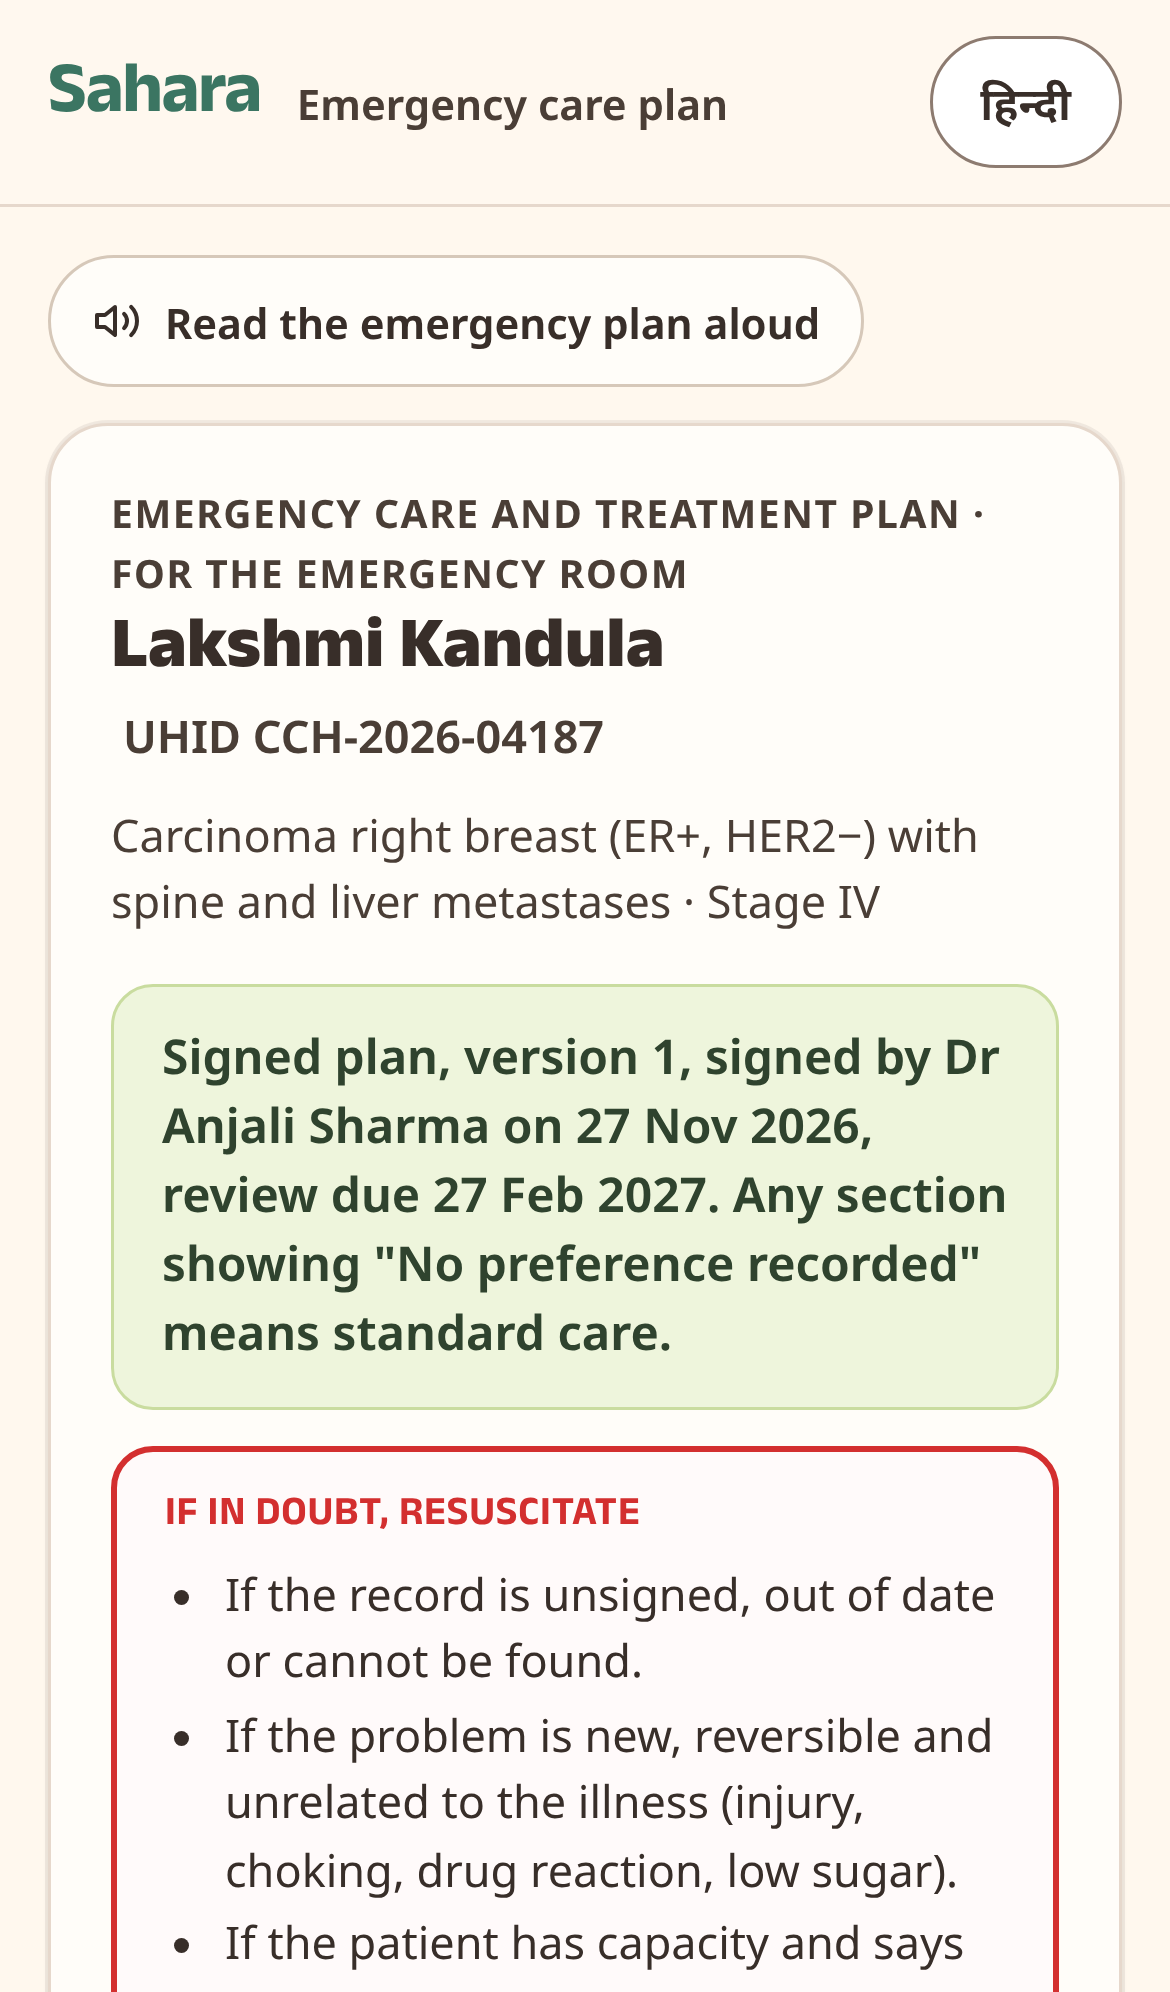 Sahara Emergency care plan हिन्दी
Read the emergency plan aloud
EMERGENCY CARE AND TREATMENT PLAN ·
FOR THE EMERGENCY ROOM
Lakshmi Kandula
UHID CCH-2026-04187
Carcinoma right breast (ER+, HER2−) with
spine and liver metastases · Stage IV
Signed plan, version 1, signed by Dr
Anjali Sharma on 27 Nov 2026,
review due 27 Feb 2027. Any section
showing "No preference recorded"
means standard care.
IF IN DOUBT, RESUSCITATE
• If the record is unsigned, out of date
or cannot be found.
• If the problem is new, reversible and
unrelated to the illness (injury,
choking, drug reaction, low sugar).
• If the patient has capacity and says